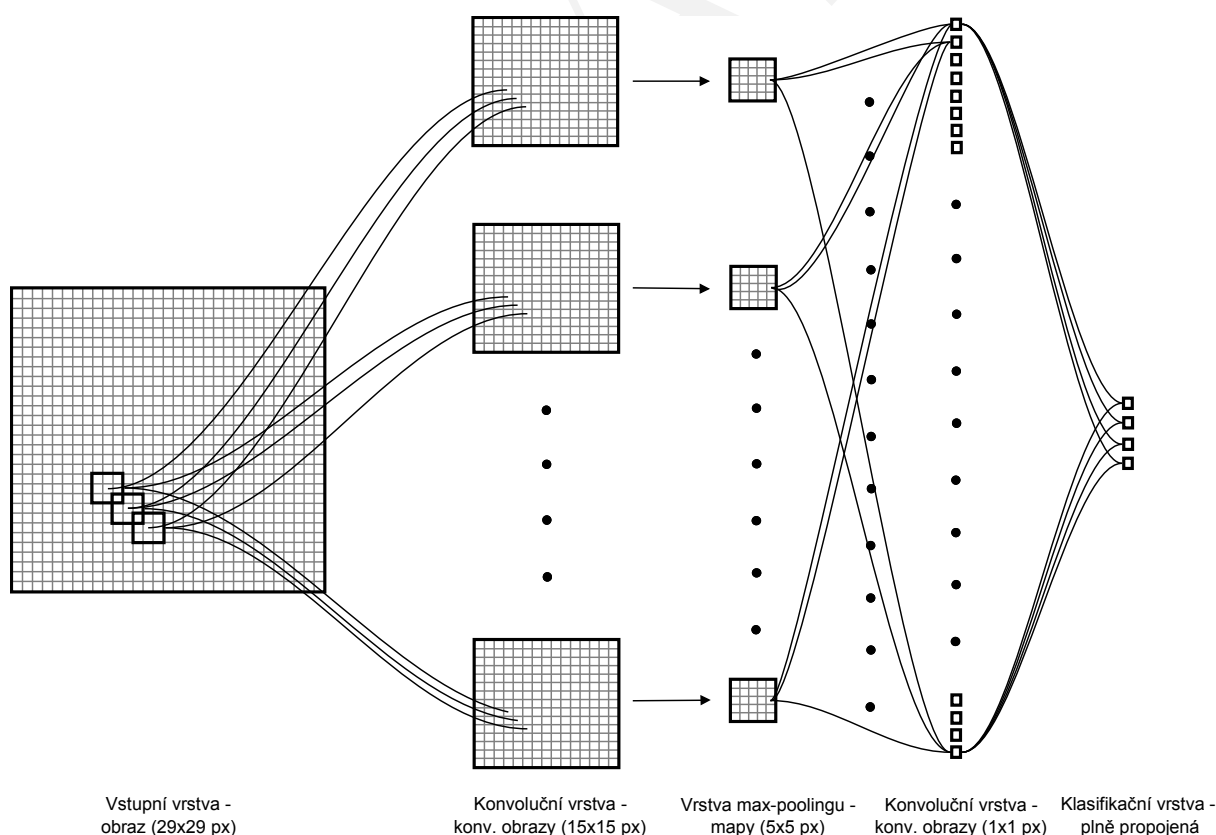 Vstupní vrstva -
obraz (29x29 px)
Konvoluční vrstva -
konv. obrazy (15x15 px)
Vrstva max-poolingu -
mapy (5x5 px)
Konvoluční vrstva -
konv. obrazy (1x1 px)
Klasifikační vrstva -
plně propojená